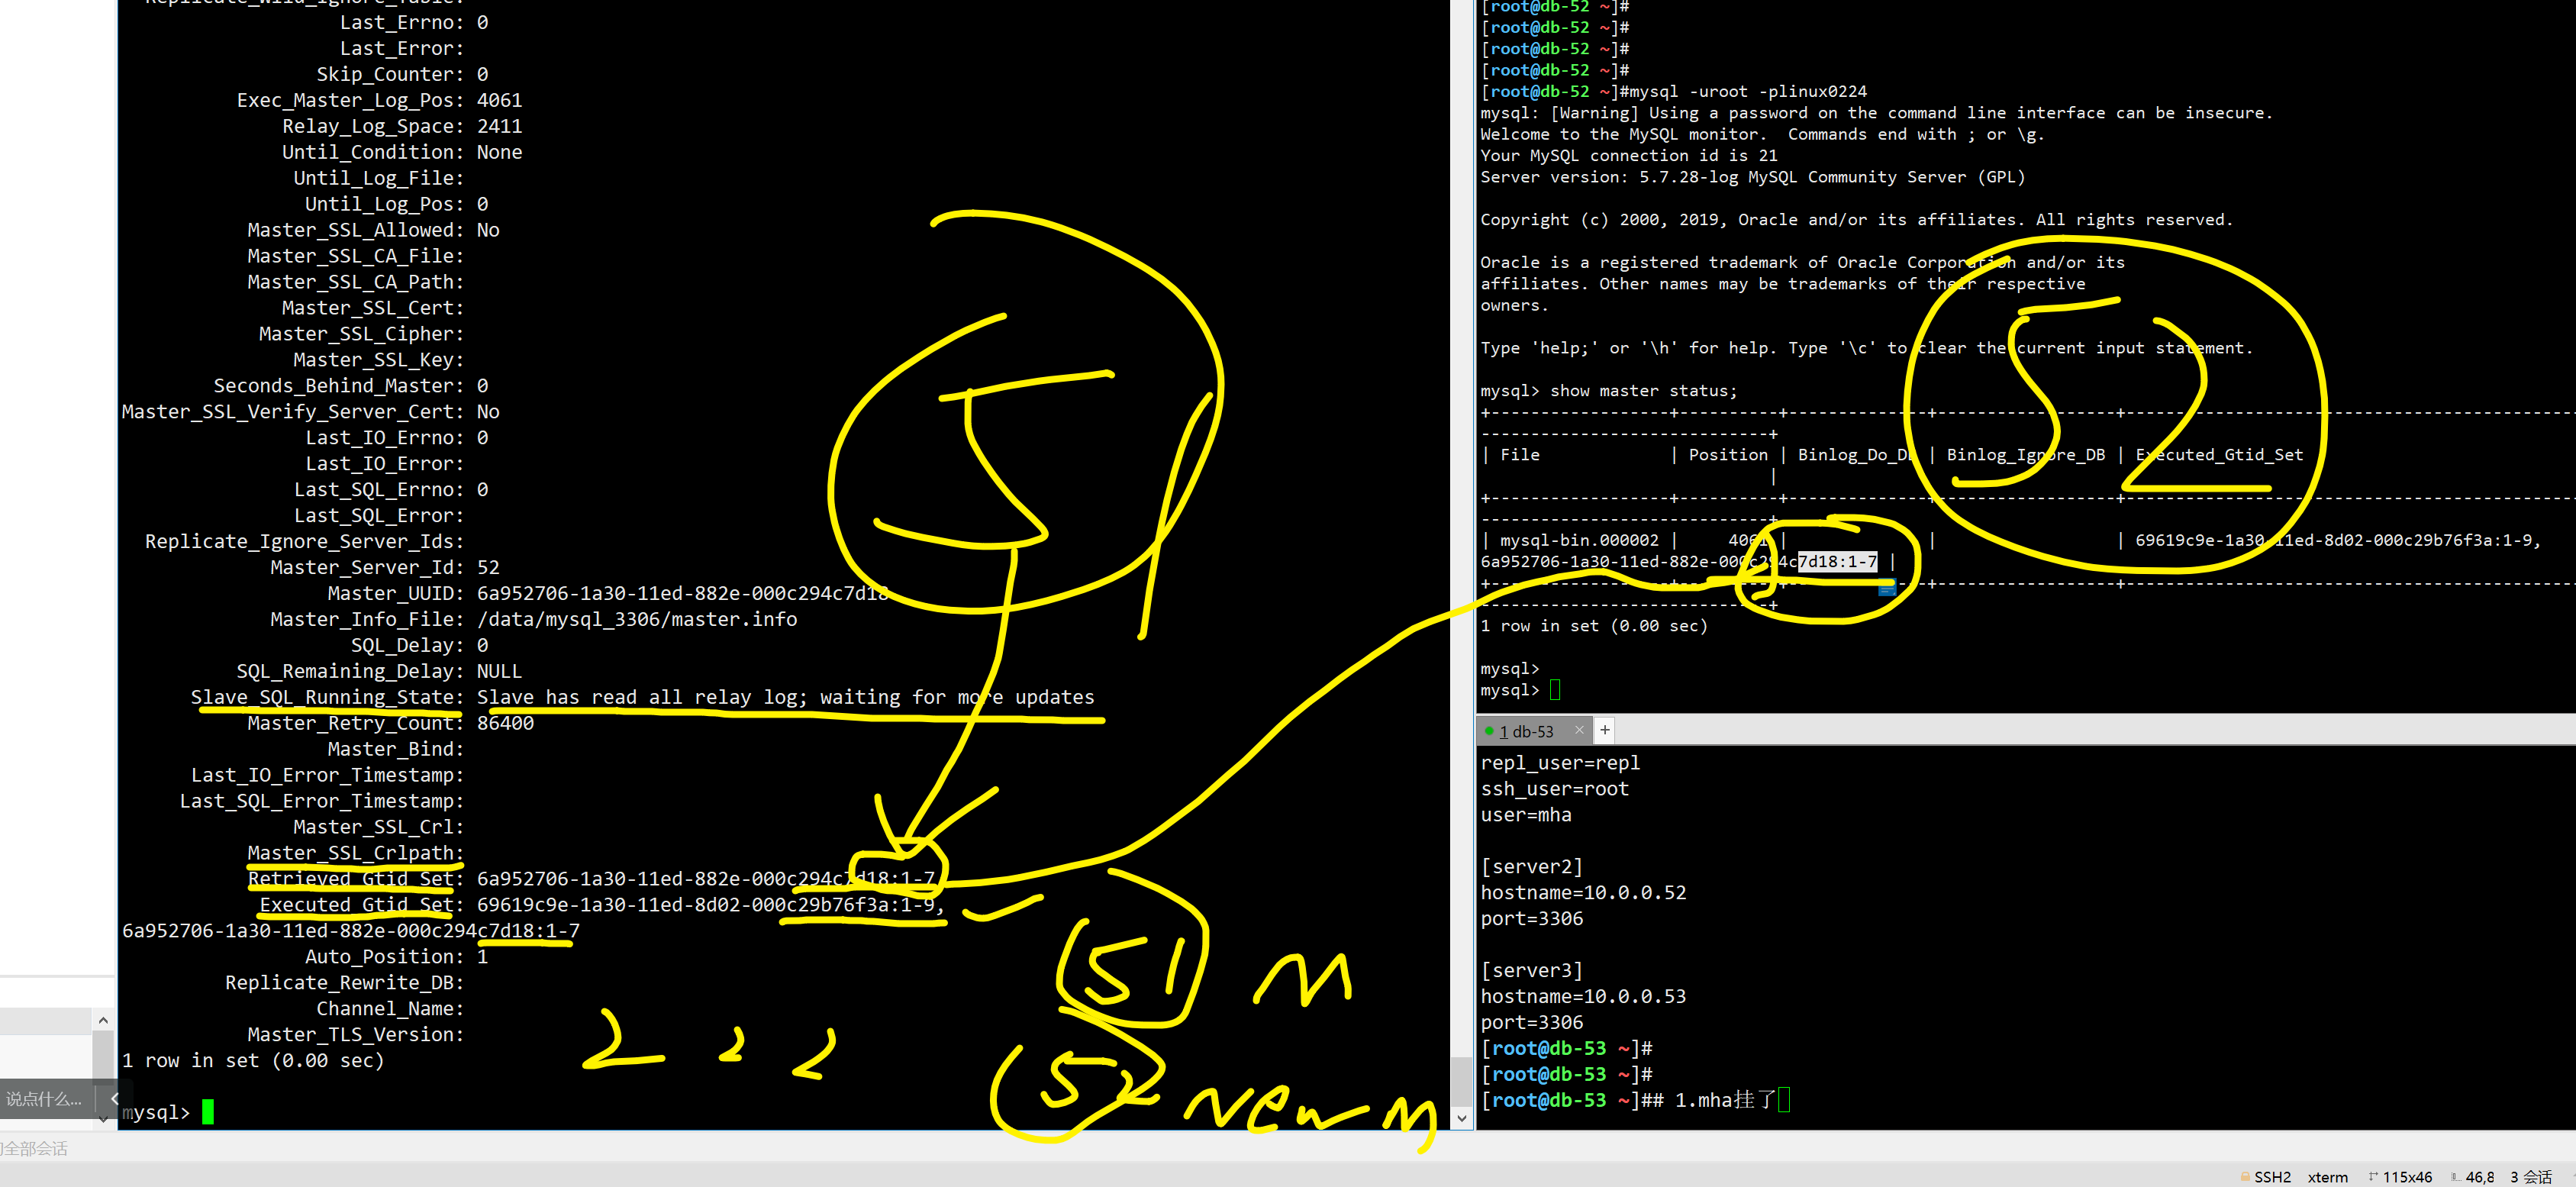 Replicate_Wild_Ignore_Table:
Last_Errno: 0
Last_Error:
Skip_Counter: 0
Exec_Master_Log_Pos: 4061
Relay_Log_Space: 2411
Until_Condition: None
Until_Log_File:
Until_Log_Pos: 0
Master_SSL_Allowed: No
Master_SSL_CA_File:
Master_SSL_CA_Path:
Master_SSL_Cert:
Master_SSL_Cipher:
Master_SSL_Key:
Seconds_Behind_Master: 0
Master_SSL_Verify_Server_Cert: No
Last_IO_Errno: 0
Last_IO_Error:
Last_SQL_Errno: 0
Last_SQL_Error:
Replicate_Ignore_Server_Ids:
Master_Server_Id: 52
Master_UUID: 6a952706-1a30-11ed-882e-000c294c7d18
Master_Info_File: /data/mysql_3306/master.info
SQL_Delay: 0
SQL_Remaining_Delay: NULL
Slave_SQL_Running_State: Slave has read all relay log; waiting for more updates
Master_Retry_Count: 86400
Master_Bind:
Last_IO_Error_Timestamp:
Last_SQL_Error_Timestamp:
Master_SSL_Crl:
Master_SSL_Crlpath:
Retrieved_Gtid_Set: 6a952706-1a30-11ed-882e-000c294c7d18:1-7
Executed_Gtid_Set: 69619c9e-1a30-11ed-8d02-000c29b76f3a:1-9,
6a952706-1a30-11ed-882e-000c294c7d18:1-7
Auto_Position: 1
Replicate_Rewrite_DB:
Channel_Name:
Master_TLS_Version:
1 row in set (0.00 sec)
mysql>
51
51 M
2 2 2
52 new-m
说点什么...
全部会话
[root@db-52 ~]#
[root@db-52 ~]#
[root@db-52 ~]#
[root@db-52 ~]#
[root@db-52 ~]#mysql -uroot -plinux0224
mysql: [Warning] Using a password on the command line interface can be insecure.
Welcome to the MySQL monitor.  Commands end with ; or \g.
Your MySQL connection id is 21
Server version: 5.7.28-log MySQL Community Server (GPL)
Copyright (c) 2000, 2019, Oracle and/or its affiliates. All rights reserved.
Oracle is a registered trademark of Oracle Corporation and/or its
affiliates. Other names may be trademarks of their respective
owners.
Type 'help;' or '\h' for help. Type '\c' to clear the current input statement.
mysql> show master status;
+-------------------+----------+--------------+------------------+----------------------------------------------
-----------------------------+
| File | Position | Binlog_Do_DB | Binlog_Ignore_DB | Executed_Gtid_Set
|
+-------------------+----------+--------------+------------------+----------------------------------------------
-----------------------------+
| mysql-bin.000002 | 4061 | | | 69619c9e-1a30-11ed-8d02-000c29b76f3a:1-9,
6a952706-1a30-11ed-882e-000c294c7d18:1-7 |
+-------------------+----------+--------------+------------------+----------------------------------------------
-----------------------------+
1 row in set (0.00 sec)
mysql>
mysql>
52
1 db-53 × +
repl_user=repl
ssh_user=root
user=mha
[server2]
hostname=10.0.0.52
port=3306
[server3]
hostname=10.0.0.53
port=3306
[root@db-53 ~]#
[root@db-53 ~]#
[root@db-53 ~]## 1.mha挂了
SSH2 xterm 115x46 46,8 3 会话